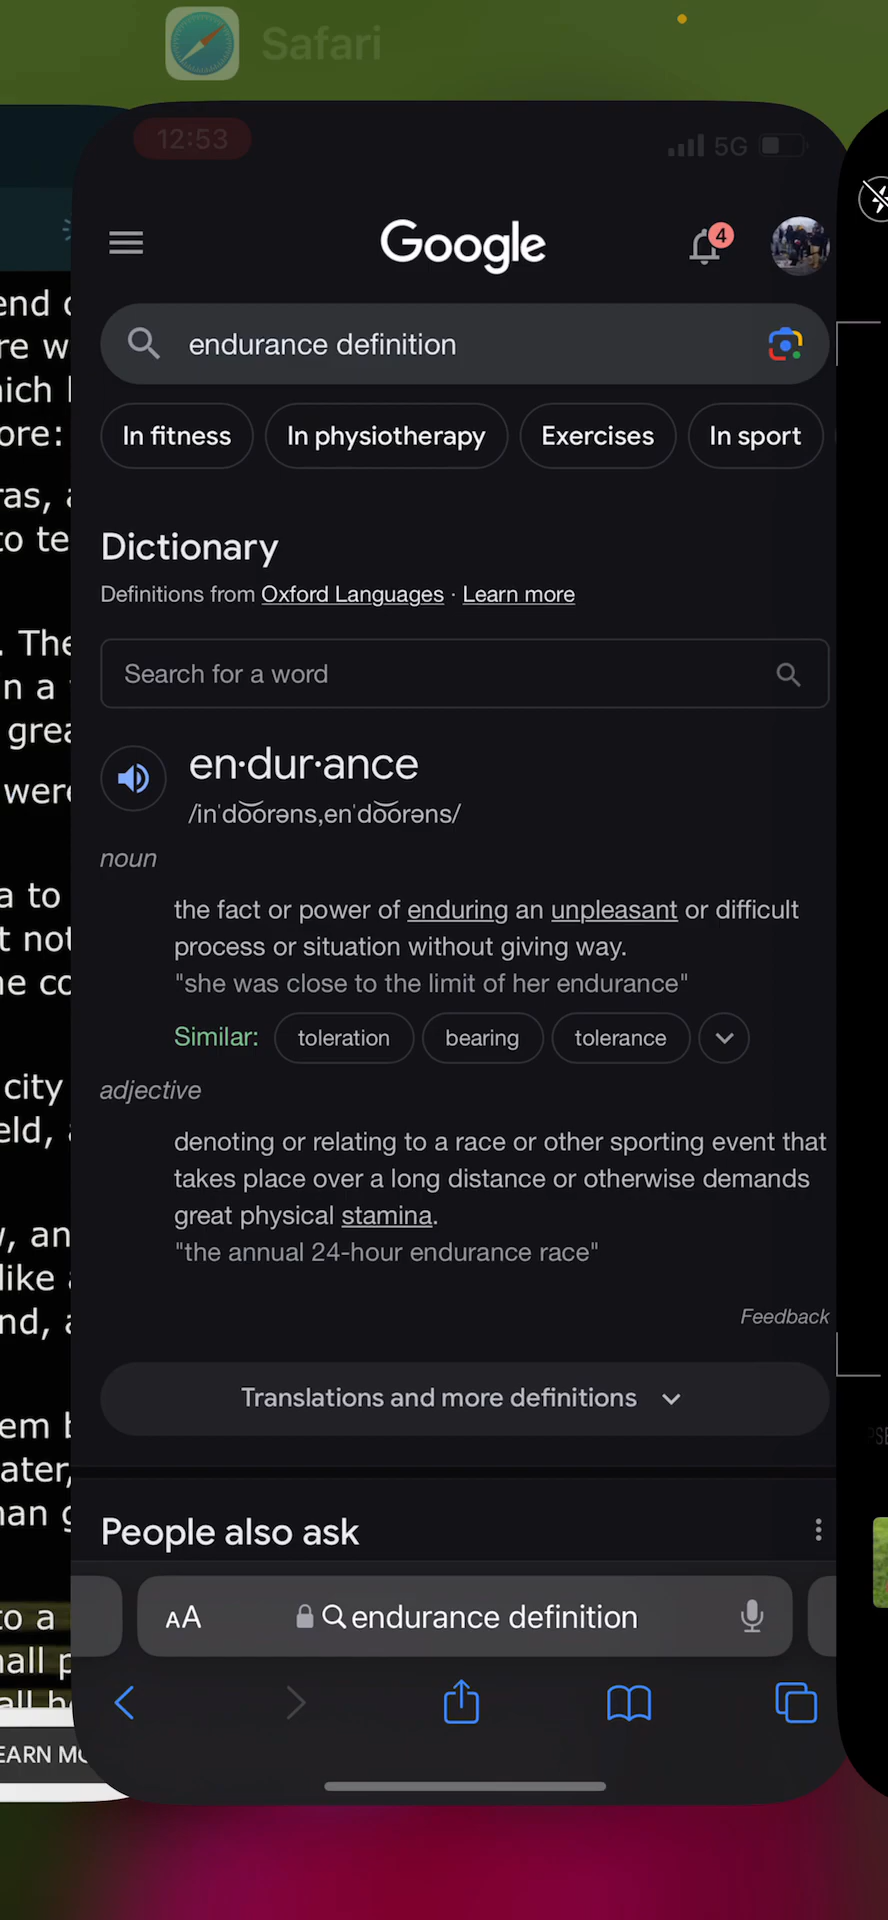 Safari
12:53
5G
Google
4
endurance definition
In fitness
In physiotherapy
Exercises
In sport
Dictionary
Definitions from Oxford Languages · Learn more
Search for a word
en·dur·ance
/inˈdo͝orəns,enˈdo͝orəns/
noun
the fact or power of enduring an unpleasant or difficult
process or situation without giving way.
"she was close to the limit of her endurance"
Similar: toleration bearing tolerance
adjective
denoting or relating to a race or other sporting event that
takes place over a long distance or otherwise demands
great physical stamina.
"the annual 24-hour endurance race"
Feedback
Translations and more definitions
People also ask
AA
endurance definition